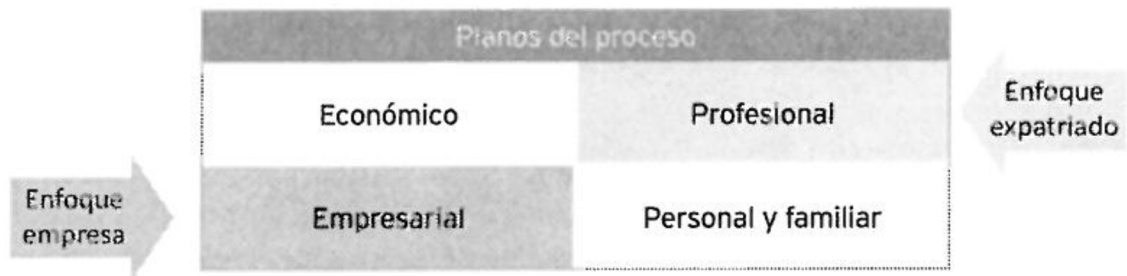 Planos del proceso
Económico
Profesional
Enfoque
expatriado
Enfoque
empresa
Empresarial
Personal y familiar